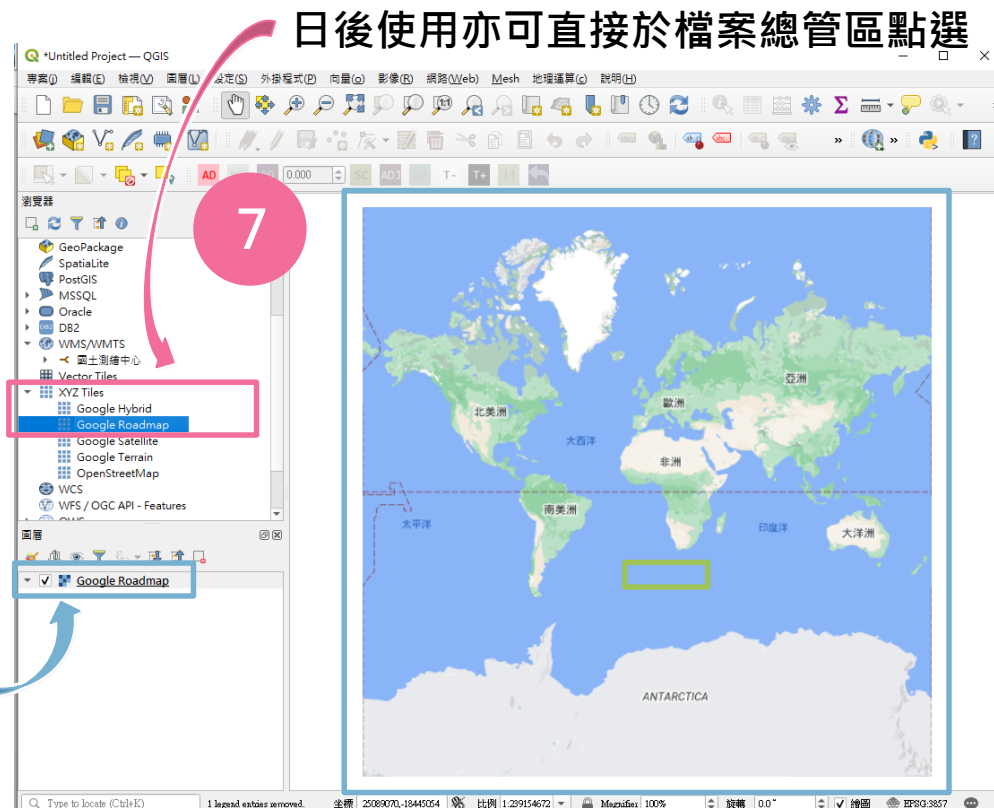 日後使用亦可直接於檔案總管區點選
*Untitled Project — QGIS
專案(J) 編輯(E) 檢視(V) 圖層(L) 設定(S) 外掛程式(P) 向量(O) 影像(R) 網路(Web) Mesh 地理運算(C) 說明(H)
AD 0.000 SC ADJ T- T+
瀏覽器
7
GeoPackage
SpatiaLite
PostGIS
MSSQL
Oracle
DB2
WMS/WMTS
國土測繪中心
Vector Tiles
XYZ Tiles
Google Hybrid
Google Roadmap
Google Satellite
Google Terrain
OpenStreetMap
WCS
WFS / OGC API - Features
OWS
圖層
Google Roadmap
北美洲
歐洲
亞洲
大西洋
非洲
南美洲
太平洋
印度洋
大洋洲
ANTARCTICA
Type to locate (Ctrl+K) 1 legend entries removed. 坐標 25089070,-18445054 比例 1:239154672 Magnifier 100% 旋轉 0.0 ° 繪圖 EPSG:3857